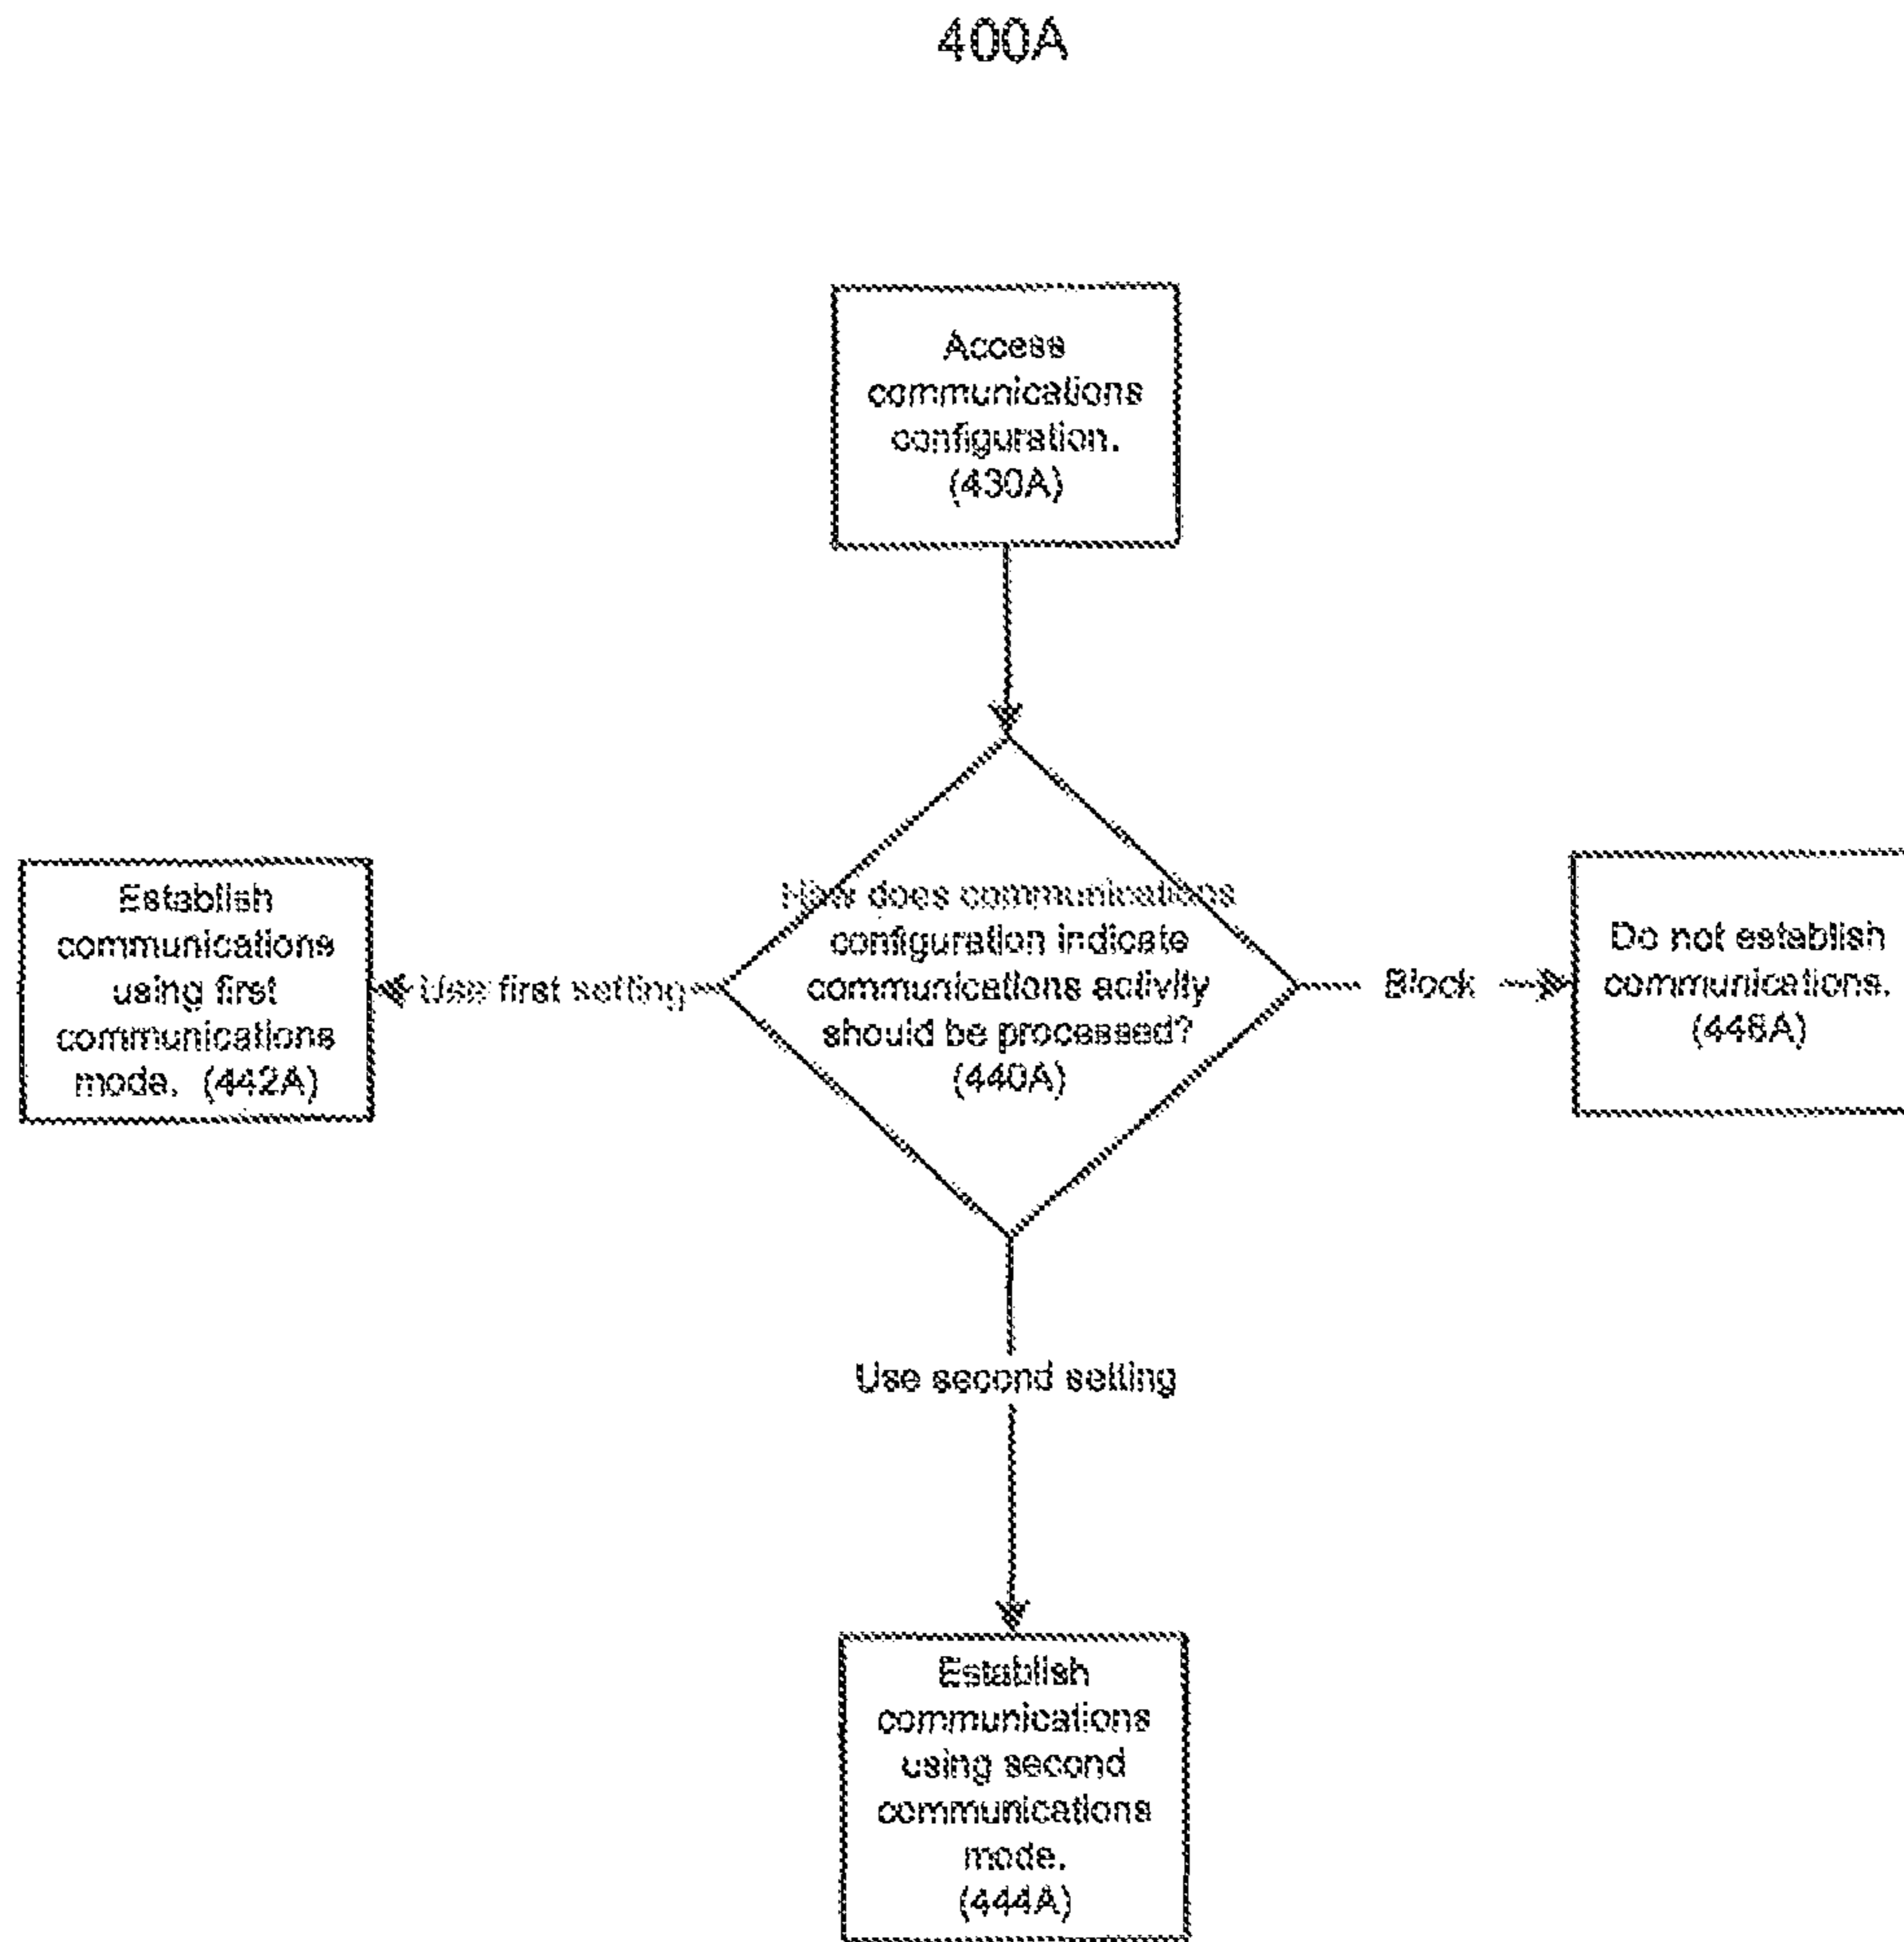 400A
Access
communications
configuration.
(430A)
How does communications
configuration indicate
communications activity
should be processed?
(440A)
Use first setting
Establish
communications
using first
communications
mode. (442A)
Block
Do not establish
communications.
Use second setting
Establish
communications
using second
communications
mode.
(444A)